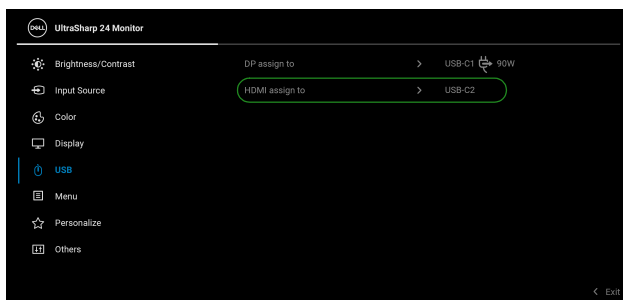 DELL UltraSharp 24 Monitor
Brightness/Contrast
DP assign to > USB-C1 90W
Input Source
HDMI assign to > USB-C2
Color
Display
USB
Menu
Personalize
Others
< Exit